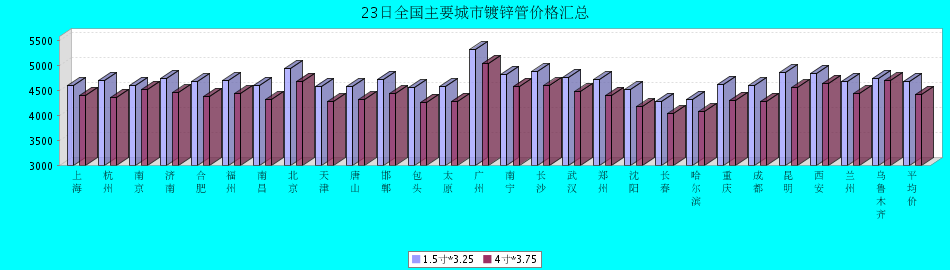 23日全国主要城市镀锌管价格汇总
5500
5000
4500
4000
3500
3000
上海
杭州
南京
济南
合肥
福州
南昌
北京
天津
唐山
邯郸
包头
太原
广州
南宁
长沙
武汉
郑州
沈阳
长春
哈尔滨
重庆
成都
昆明
西安
兰州
乌鲁木齐
平均价
1.5寸*3.25
4寸*3.75